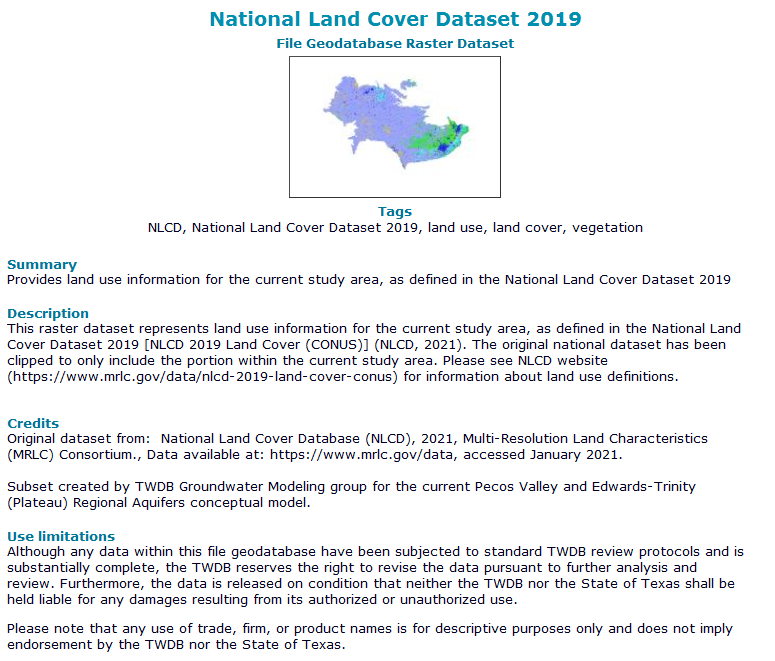 National Land Cover Dataset 2019
File Geodatabase Raster Dataset
Tags
NLCD, National Land Cover Dataset 2019, land use, land cover, vegetation
Summary
Provides land use information for the current study area, as defined in the National Land Cover Dataset 2019
Description
This raster dataset represents land use information for the current study area, as defined in the National Land
Cover Dataset 2019 [NLCD 2019 Land Cover (CONUS)] (NLCD, 2021). The original national dataset has been
clipped to only include the portion within the current study area. Please see NLCD website
(https://www.mrlc.gov/data/nlcd-2019-land-cover-conus) for information about land use definitions.
Credits
Original dataset from:  National Land Cover Database (NLCD), 2021, Multi-Resolution Land Characteristics
(MRLC) Consortium., Data available at: https://www.mrlc.gov/data, accessed January 2021.
Subset created by TWDB Groundwater Modeling group for the current Pecos Valley and Edwards-Trinity
(Plateau) Regional Aquifers conceptual model.
Use limitations
Although any data within this file geodatabase have been subjected to standard TWDB review protocols and is
substantially complete, the TWDB reserves the right to revise the data pursuant to further analysis and
review. Furthermore, the data is released on condition that neither the TWDB nor the State of Texas shall be
held liable for any damages resulting from its authorized or unauthorized use.
Please note that any use of trade, firm, or product names is for descriptive purposes only and does not imply
endorsement by the TWDB nor the State of Texas.